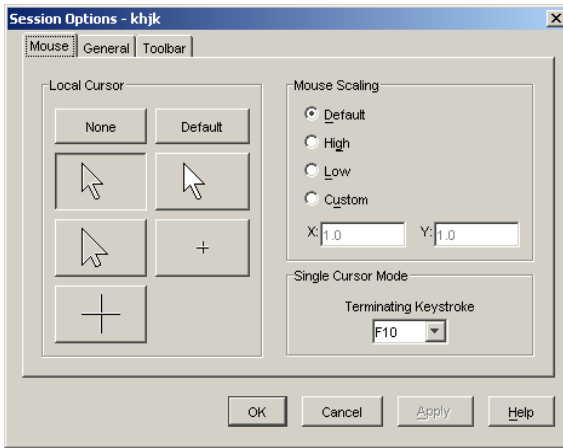 Session Options - khjk
Mouse General Toolbar
Local Cursor
None Default
Mouse Scaling
Default
High
Low
Custom
X: 1.0 Y: 1.0
Single Cursor Mode
Terminating Keystroke
F10
OK Cancel Apply Help